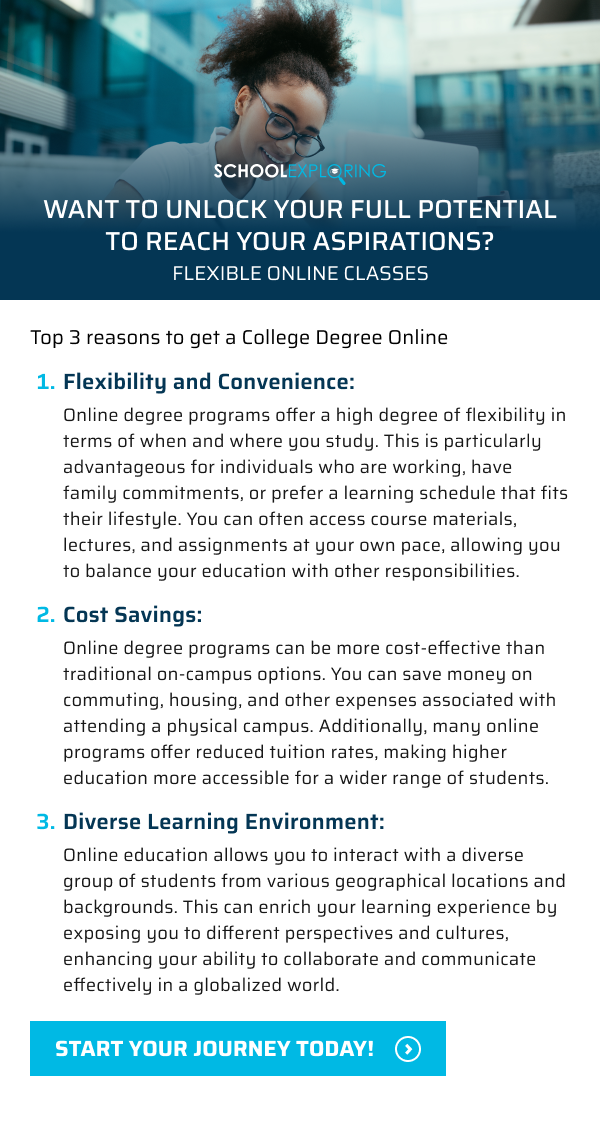 SCHOOLEXPLORING
WANT TO UNLOCK YOUR FULL POTENTIAL
TO REACH YOUR ASPIRATIONS?
FLEXIBLE ONLINE CLASSES
Top 3 reasons to get a College Degree Online
1. Flexibility and Convenience:
Online degree programs offer a high degree of flexibility in
terms of when and where you study. This is particularly
advantageous for individuals who are working, have
family commitments, or prefer a learning schedule that fits
their lifestyle. You can often access course materials,
lectures, and assignments at your own pace, allowing you
to balance your education with other responsibilities.
2. Cost Savings:
Online degree programs can be more cost-effective than
traditional on-campus options. You can save money on
commuting, housing, and other expenses associated with
attending a physical campus. Additionally, many online
programs offer reduced tuition rates, making higher
education more accessible for a wider range of students.
3. Diverse Learning Environment:
Online education allows you to interact with a diverse
group of students from various geographical locations and
backgrounds. This can enrich your learning experience by
exposing you to different perspectives and cultures,
enhancing your ability to collaborate and communicate
effectively in a globalized world.
START YOUR JOURNEY TODAY!